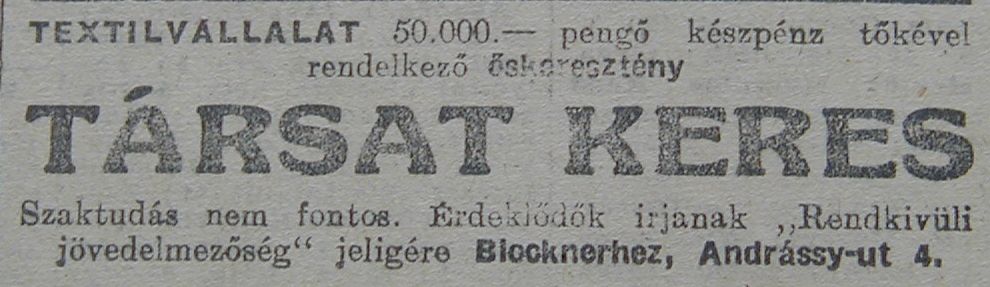 TEXTILVÁLLALAT 50.000.— pengő készpénz tőkével
rendelkező őskeresztény
TÁRSAT KERES
Szaktudás nem fontos. Érdeklődők irjanak „Rendkivüli
jövedelmezőség“ jeligére Blocknerhez, Andrássy-ut 4.